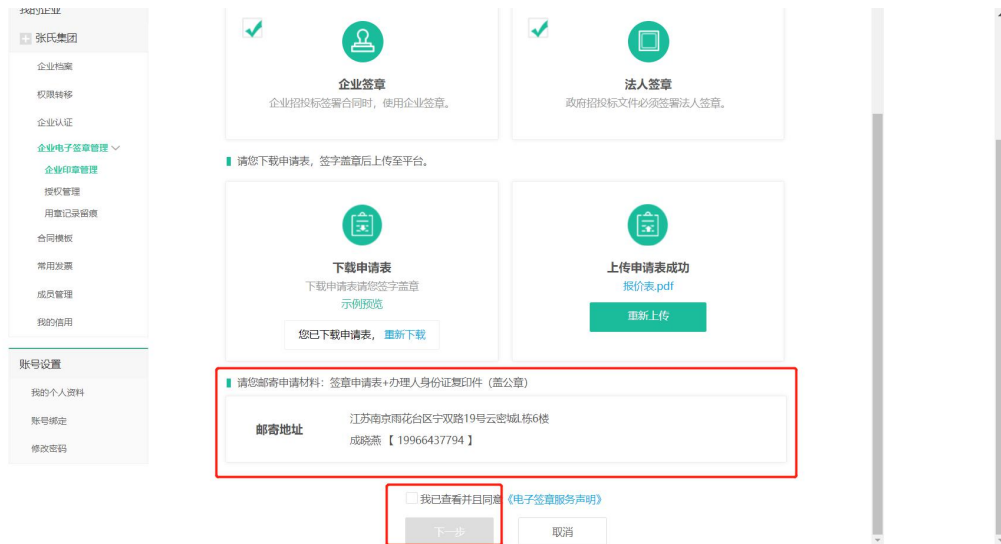 我的企业
张氏集团
企业档案
权限转移
企业认证
企业电子签章管理
企业印章管理
授权管理
用章记录留痕
合同模板
常用发票
成员管理
我的信用
账号设置
我的个人资料
账号绑定
修改密码
企业签章
企业招投标签署合同时，使用企业签章。
法人签章
政府招投标文件必须签署法人签章。
请您下载申请表，签字盖章后上传至平台。
下载申请表
下载申请表请您签字盖章
示例预览
您已下载申请表，重新下载
上传申请表成功
报价表.pdf
重新上传
请您邮寄申请材料：签章申请表+办理人身份证复印件（盖公章）
邮寄地址
江苏南京雨花台区宁双路19号云密城L栋6楼
成晓燕【 19966437794 】
我已查看并且同意《电子签章服务声明》
下一步
取消